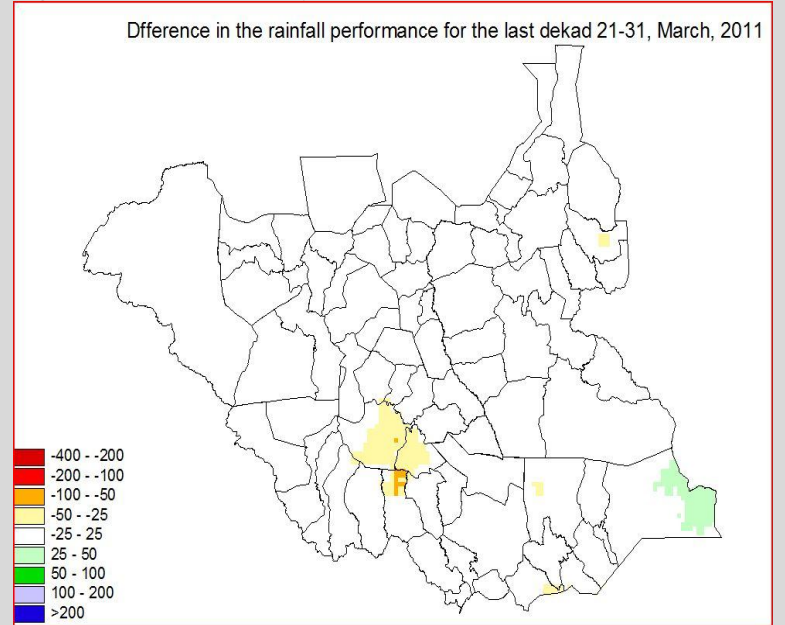 Dfference in the rainfall performance for the last dekad 21-31, March, 2011
-400 - -200
-200 - -100
-100 - -50
-50 - -25
-25 - 25
25 - 50
50 - 100
100 - 200
>200